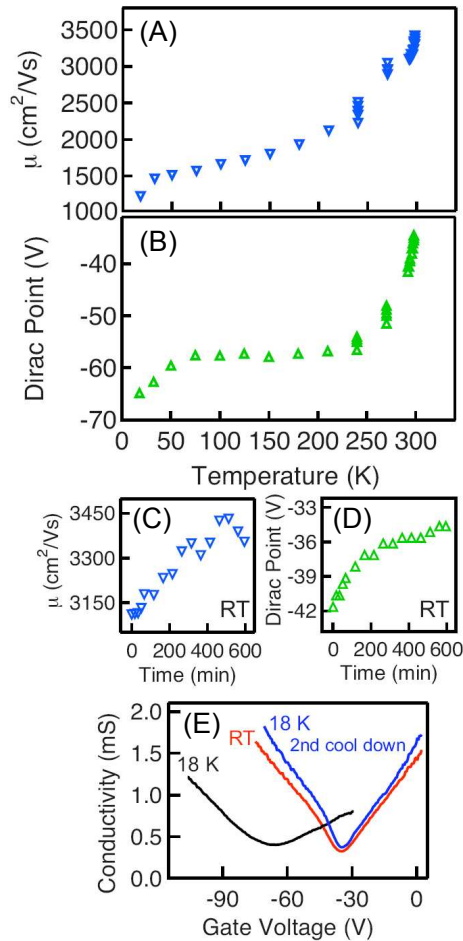 (A)
3500
3000
2500
2000
1500
1000
μ (cm²/Vs)
(B)
-40
-50
-60
-70
Dirac Point (V)
0 50 100 150 200 250 300
Temperature (K)
(C)
3450
3300
3150
μ (cm²/Vs)
RT
0 200 400 600
Time (min)
(D)
-33
-36
-39
-42
Dirac Point (V)
RT
0 200 400 600
Time (min)
(E)
2.0
1.5
1.0
0.5
0.0
Conductivity (mS)
18 K
RT
18 K
2nd cool down
-90 -60 -30 0
Gate Voltage (V)